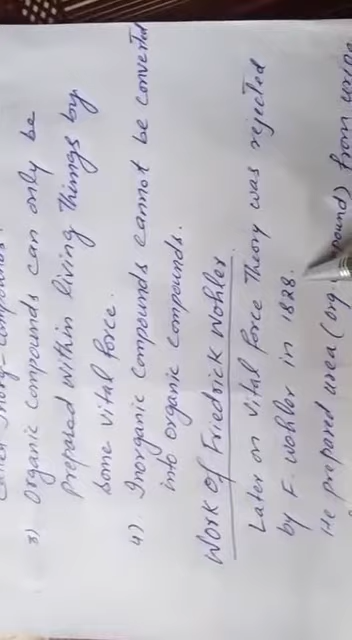 3) Organic compounds can only be
prepared within living things by
some vital force.
4) Inorganic compounds cannot be converted
into organic compounds.
Work of Friedrick Wohler
Later on Vital Force Theory was rejected
by F. Wohler in 1828.
He prepared urea (org pound) from